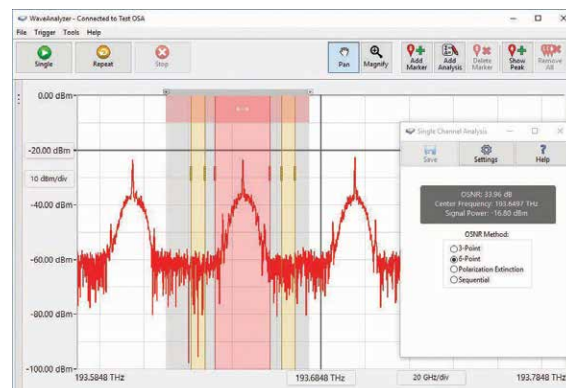 WaveAnalyzer - Connected to Test OSA
File Trigger Tools Help
Single Repeat Stop Pan Magnify Add Marker Add Analysis Delete Marker Show Peak Remove All
0.00 dBm
-20.00 dBm
10 dBm/div
-40.00 dBm
-60.00 dBm
-80.00 dBm
-100.00 dBm
193.5848 THz 193.6848 THz 20 GHz/div 193.7848 THz
Single Channel Analysis
Save Settings Help
OSNR: 33.96 dB
Center Frequency: 193.6497 THz
Signal Power: -16.80 dBm
OSNR Method:
3-Point
6-Point
Polarization Extinction
Sequential